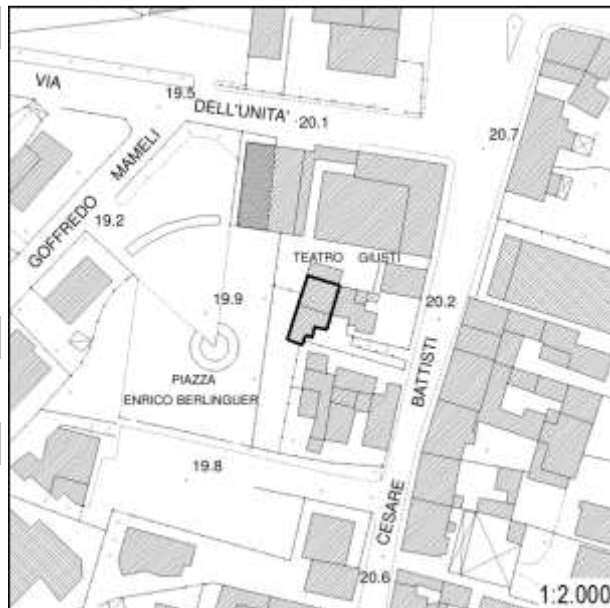 VIA
19.5
DELL'UNITA'
20.1
20.7
GOFFREDO MAMELI
19.2
TEATRO GIUSTI
19.9
20.2
PIAZZA
ENRICO BERLINGUER
CESARE BATTISTI
19.8
20.6
1:2.000